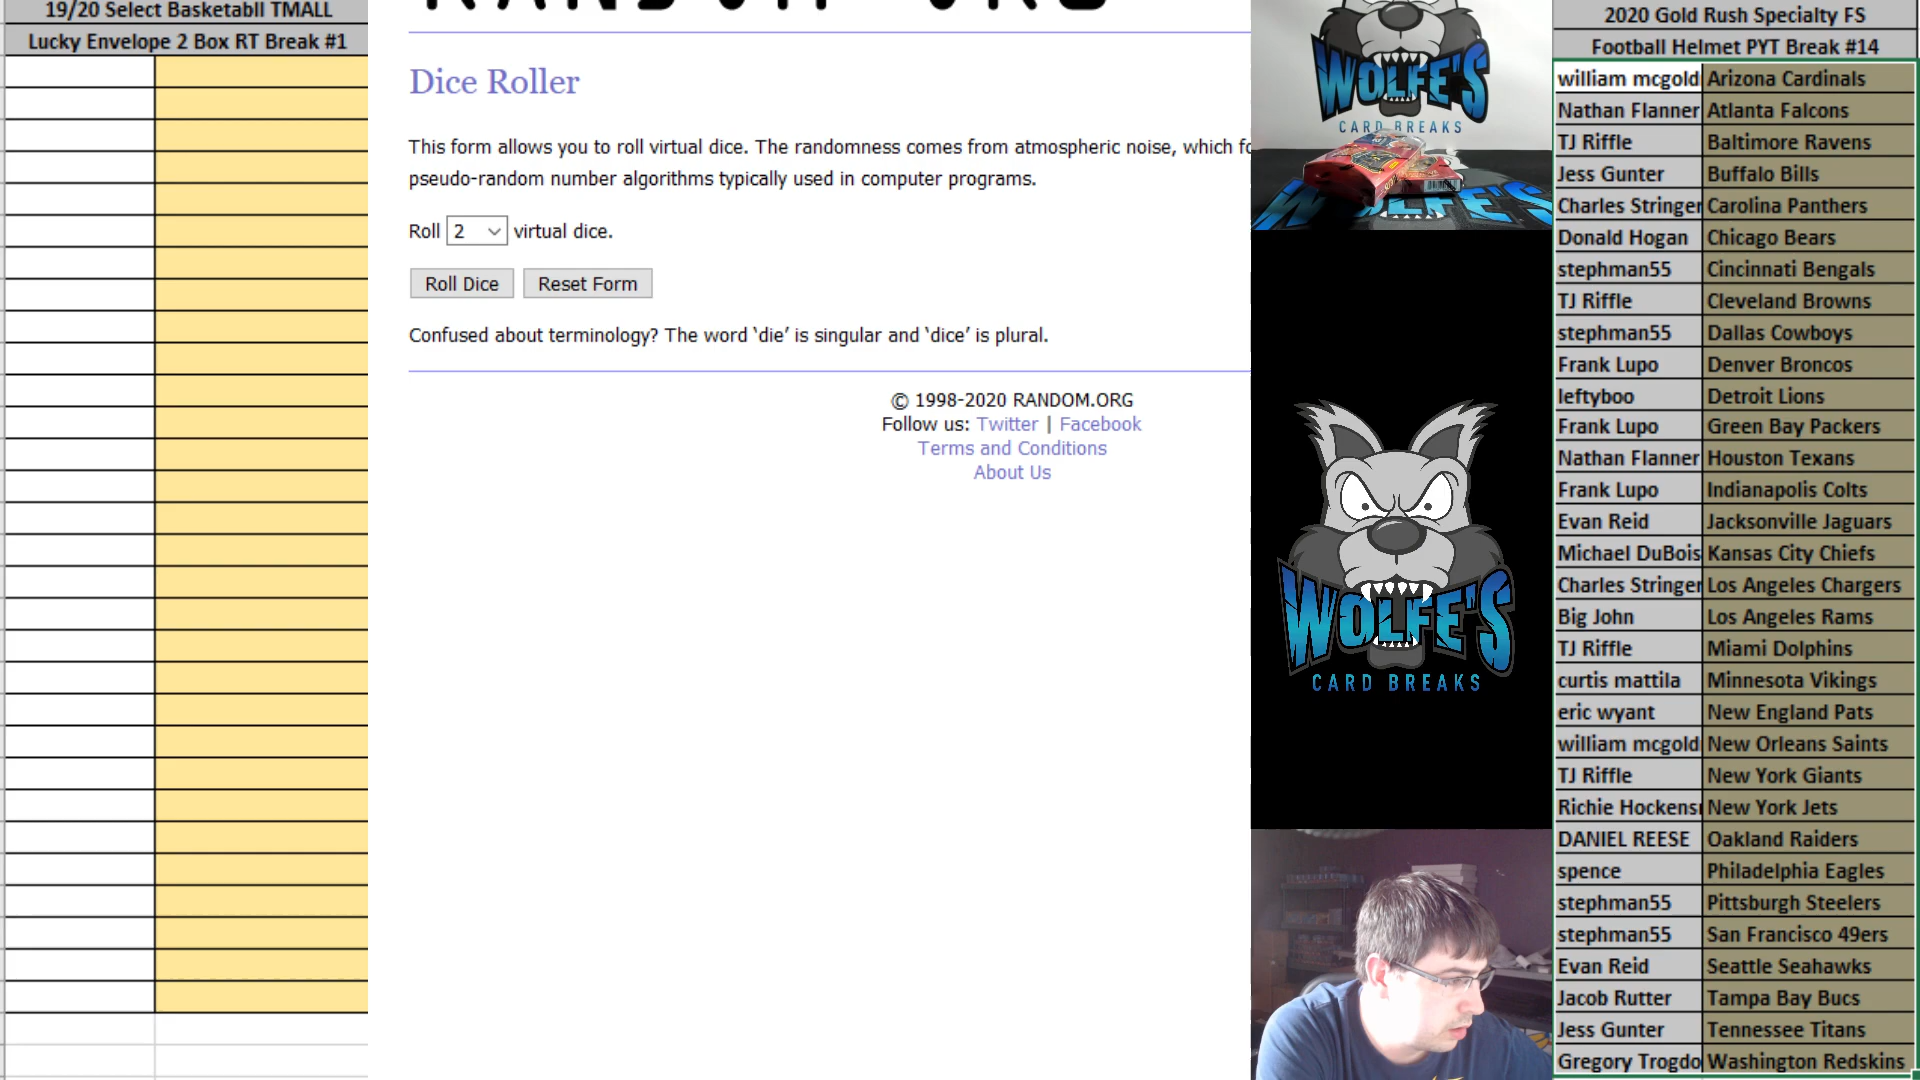 19/20 Select Basketabll TMALL
Lucky Envelope 2 Box RT Break #1
Dice Roller
This form allows you to roll virtual dice. The randomness comes from atmospheric noise, which
pseudo-random number algorithms typically used in computer programs.
Roll 2 virtual dice.
Roll Dice Reset Form
Confused about terminology? The word ‘die’ is singular and ‘dice’ is plural.
© 1998-2020 RANDOM.ORG
Follow us: Twitter | Facebook
Terms and Conditions
About Us
WOLFE'S
CARD BREAKS
WOLFE'S
CARD BREAKS
2020 Gold Rush Specialty FS
Football Helmet PYT Break #14
william mcgold Arizona Cardinals
Nathan Flanner Atlanta Falcons
TJ Riffle Baltimore Ravens
Jess Gunter Buffalo Bills
Charles Stringer Carolina Panthers
Donald Hogan Chicago Bears
stephman55 Cincinnati Bengals
TJ Riffle Cleveland Browns
stephman55 Dallas Cowboys
Frank Lupo Denver Broncos
leftyboo Detroit Lions
Frank Lupo Green Bay Packers
Nathan Flanner Houston Texans
Frank Lupo Indianapolis Colts
Evan Reid Jacksonville Jaguars
Michael DuBois Kansas City Chiefs
Charles Stringer Los Angeles Chargers
Big John Los Angeles Rams
TJ Riffle Miami Dolphins
curtis mattila Minnesota Vikings
eric wyant New England Pats
william mcgold New Orleans Saints
TJ Riffle New York Giants
Richie Hockens New York Jets
DANIEL REESE Oakland Raiders
spence Philadelphia Eagles
stephman55 Pittsburgh Steelers
stephman55 San Francisco 49ers
Evan Reid Seattle Seahawks
Jacob Rutter Tampa Bay Bucs
Jess Gunter Tennessee Titans
Gregory Trogdo Washington Redskins